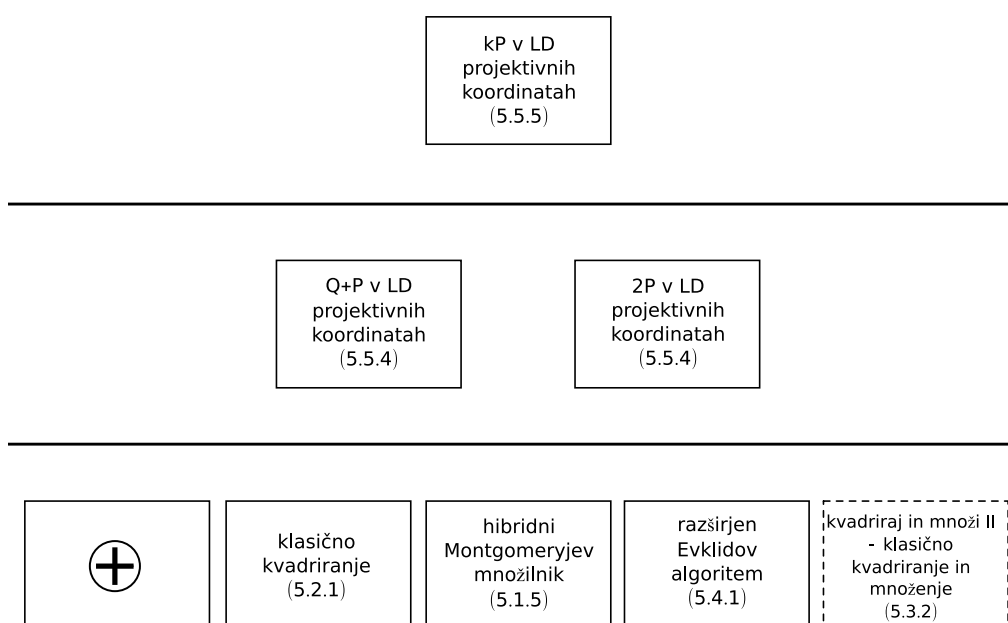 kP v LD
projektivnih
koordinatah
(5.5.5)
Q+P v LD
projektivnih
koordinatah
(5.5.4)
2P v LD
projektivnih
koordinatah
(5.5.4)
klasično
kvadriranje
(5.2.1)
hibridni
Montgomeryjev
množilnik
(5.1.5)
razširjen
Evklidov
algoritem
(5.4.1)
kvadriraj in množi II
- klasično
kvadriranje in
množenje
(5.3.2)